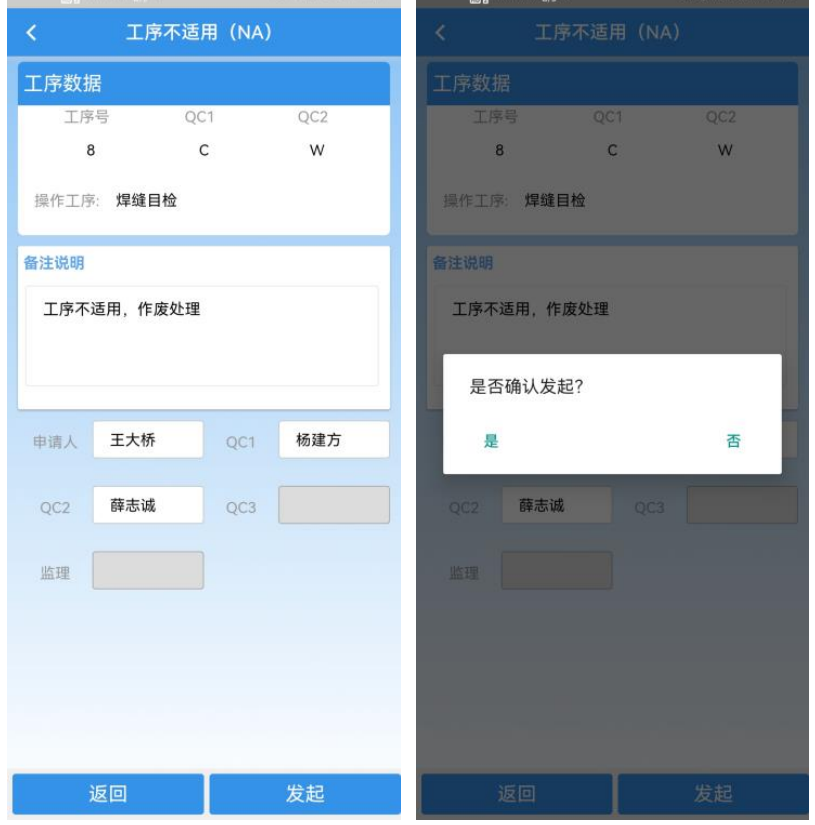 工序不适用（NA）
工序数据
工序号 QC1 QC2
8 C W
操作工序: 焊缝目检
备注说明
工序不适用，作废处理
申请人 王大桥 QC1 杨建方
QC2 薛志诚 QC3
监理
返回 发起
工序不适用（NA）
工序数据
工序号 QC1 QC2
8 C W
操作工序: 焊缝目检
备注说明
工序不适用，作废处理
是否确认发起?
是 否
QC2 薛志诚 QC3
监理
返回 发起